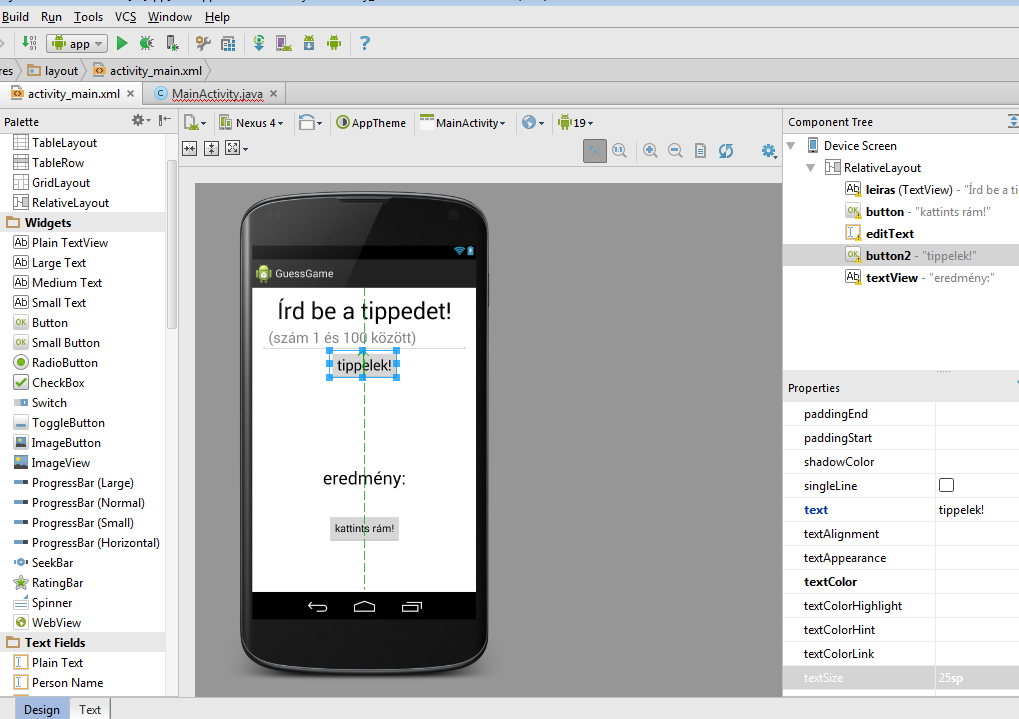 Build Run Tools VCS Window Help
app
res layout activity_main.xml
activity_main.xml MainActivity.java
Palette
TableLayout
TableRow
GridLayout
RelativeLayout
Widgets
Plain TextView
Large Text
Medium Text
Small Text
Button
Small Button
RadioButton
CheckBox
Switch
ToggleButton
ImageButton
ImageView
ProgressBar (Large)
ProgressBar (Normal)
ProgressBar (Small)
ProgressBar (Horizontal)
SeekBar
RatingBar
Spinner
WebView
Text Fields
Plain Text
Person Name
Design Text
Nexus 4 AppTheme MainActivity 19
GuessGame
Írd be a tippedet!
(szám 1 és 100 között)
tippelek!
eredmény:
kattints rám!
Component Tree
Device Screen
RelativeLayout
leiras (TextView) - "Írd be a ti
button - "kattints rám!"
editText
button2 - "tippelek!"
textView - "eredmény:"
Properties
paddingEnd
paddingStart
shadowColor
singleLine
text tippelek!
textAlignment
textAppearance
textColor
textColorHighlight
textColorHint
textColorLink
textSize 25sp